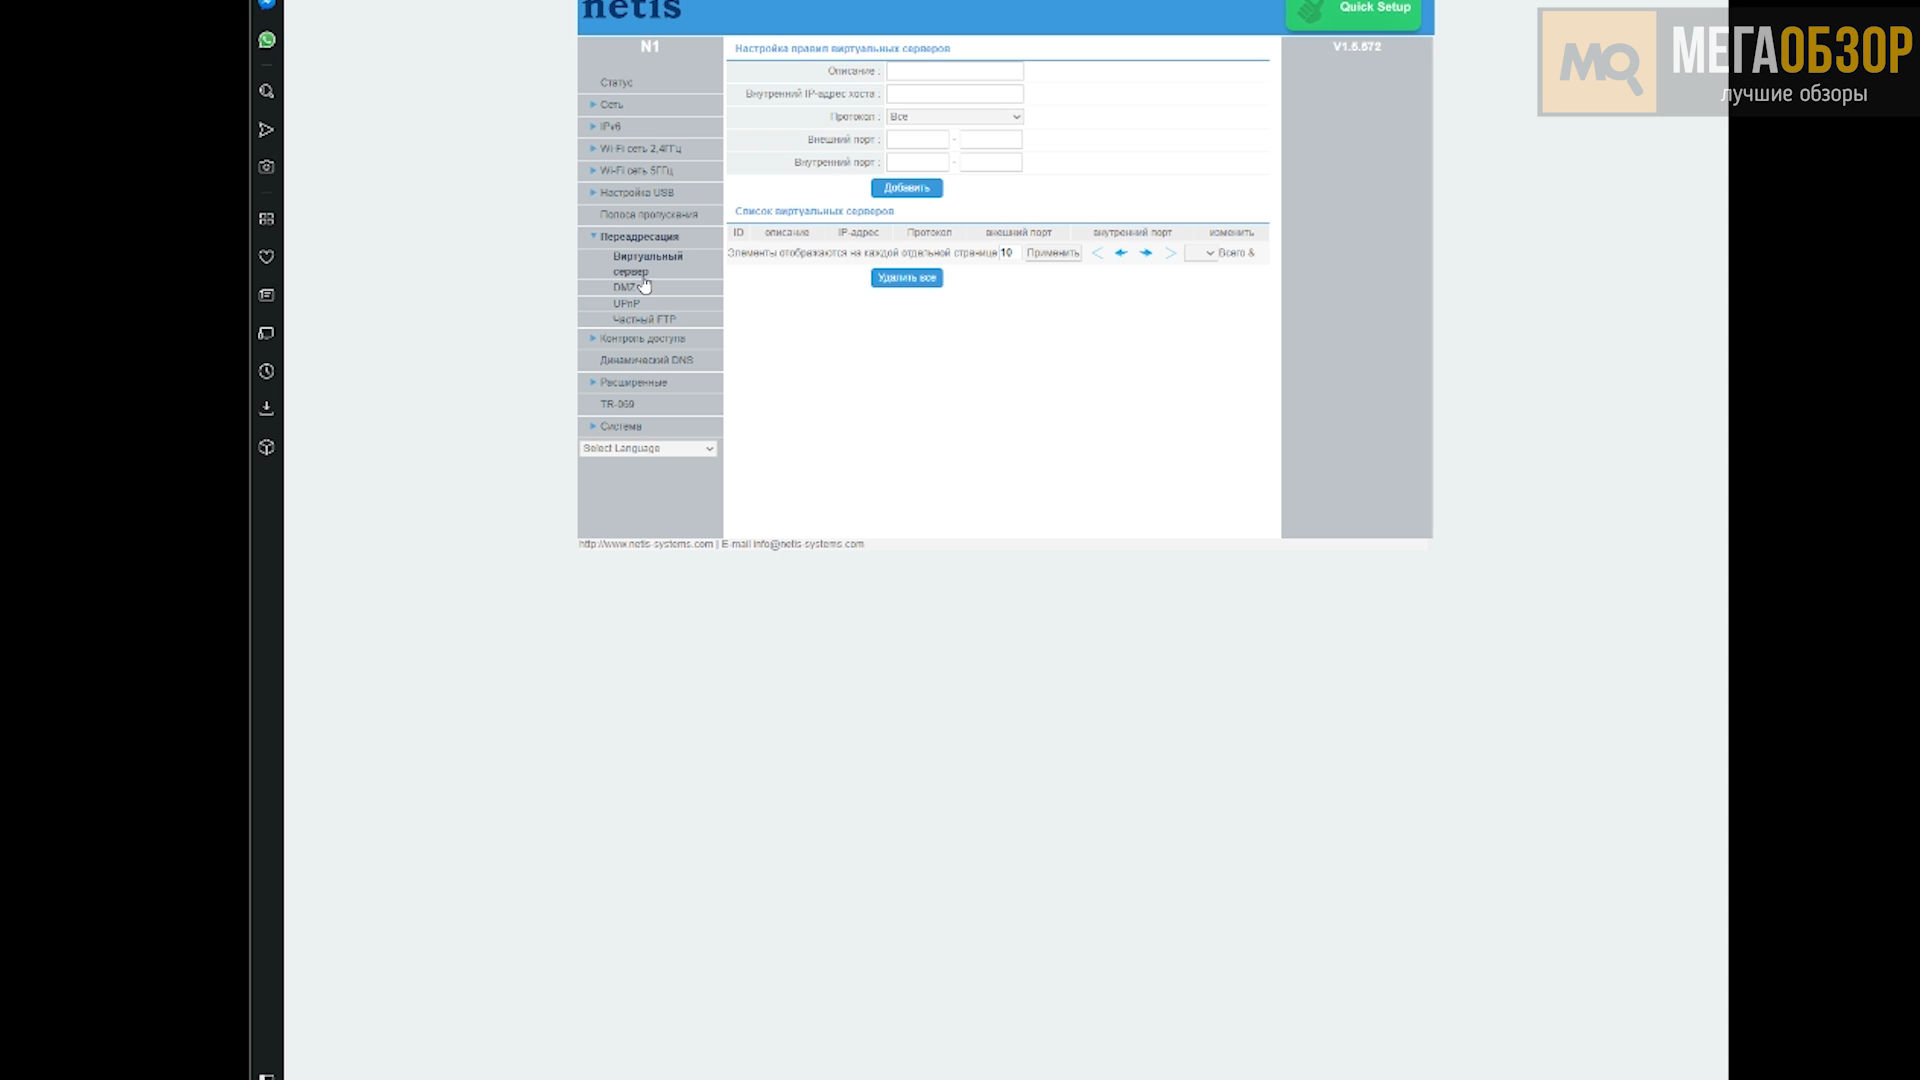 netis
Quick Setup
МЕГАОБЗОР
лучшие обзоры
N1
V1.5.572
Статус
Сеть
IPv6
Wi-Fi сеть 2,4ГГц
Wi-Fi сеть 5ГГц
Настройка USB
Полоса пропускания
Переадресация
Виртуальный
сервер
DMZ
UPnP
Частный FTP
Контроль доступа
Динамический DNS
Расширенные
TR-069
Система
Select Language
Настройка правил виртуальных серверов
Описание :
Внутренний IP-адрес хоста :
Протокол : Все
Внешний порт : -
Внутренний порт : -
Добавить
Список виртуальных серверов
ID описание IP-адрес Протокол внешний порт внутренний порт изменить
Элементы отображаются на каждой отдельной странице 10 Применить Всего &
Удалить все
http://www.netis-systems.com | E-mail info@netis-systems.com